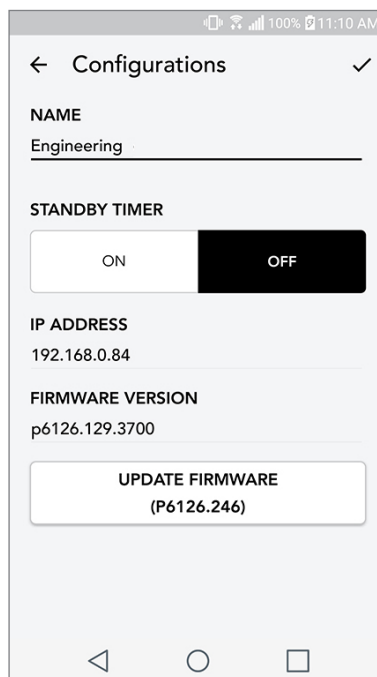 100% 11:10 AM
Configurations
NAME
Engineering
STANDBY TIMER
ON OFF
IP ADDRESS
192.168.0.84
FIRMWARE VERSION
p6126.129.3700
UPDATE FIRMWARE
(P6126.246)